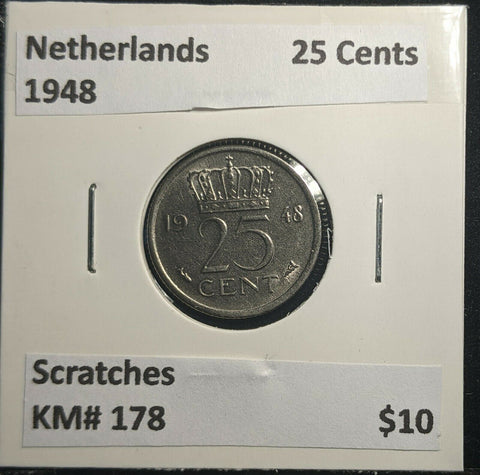 Netherlands 25 Cents
1948
19 48
25
CENT
Scratches
KM# 178 $10